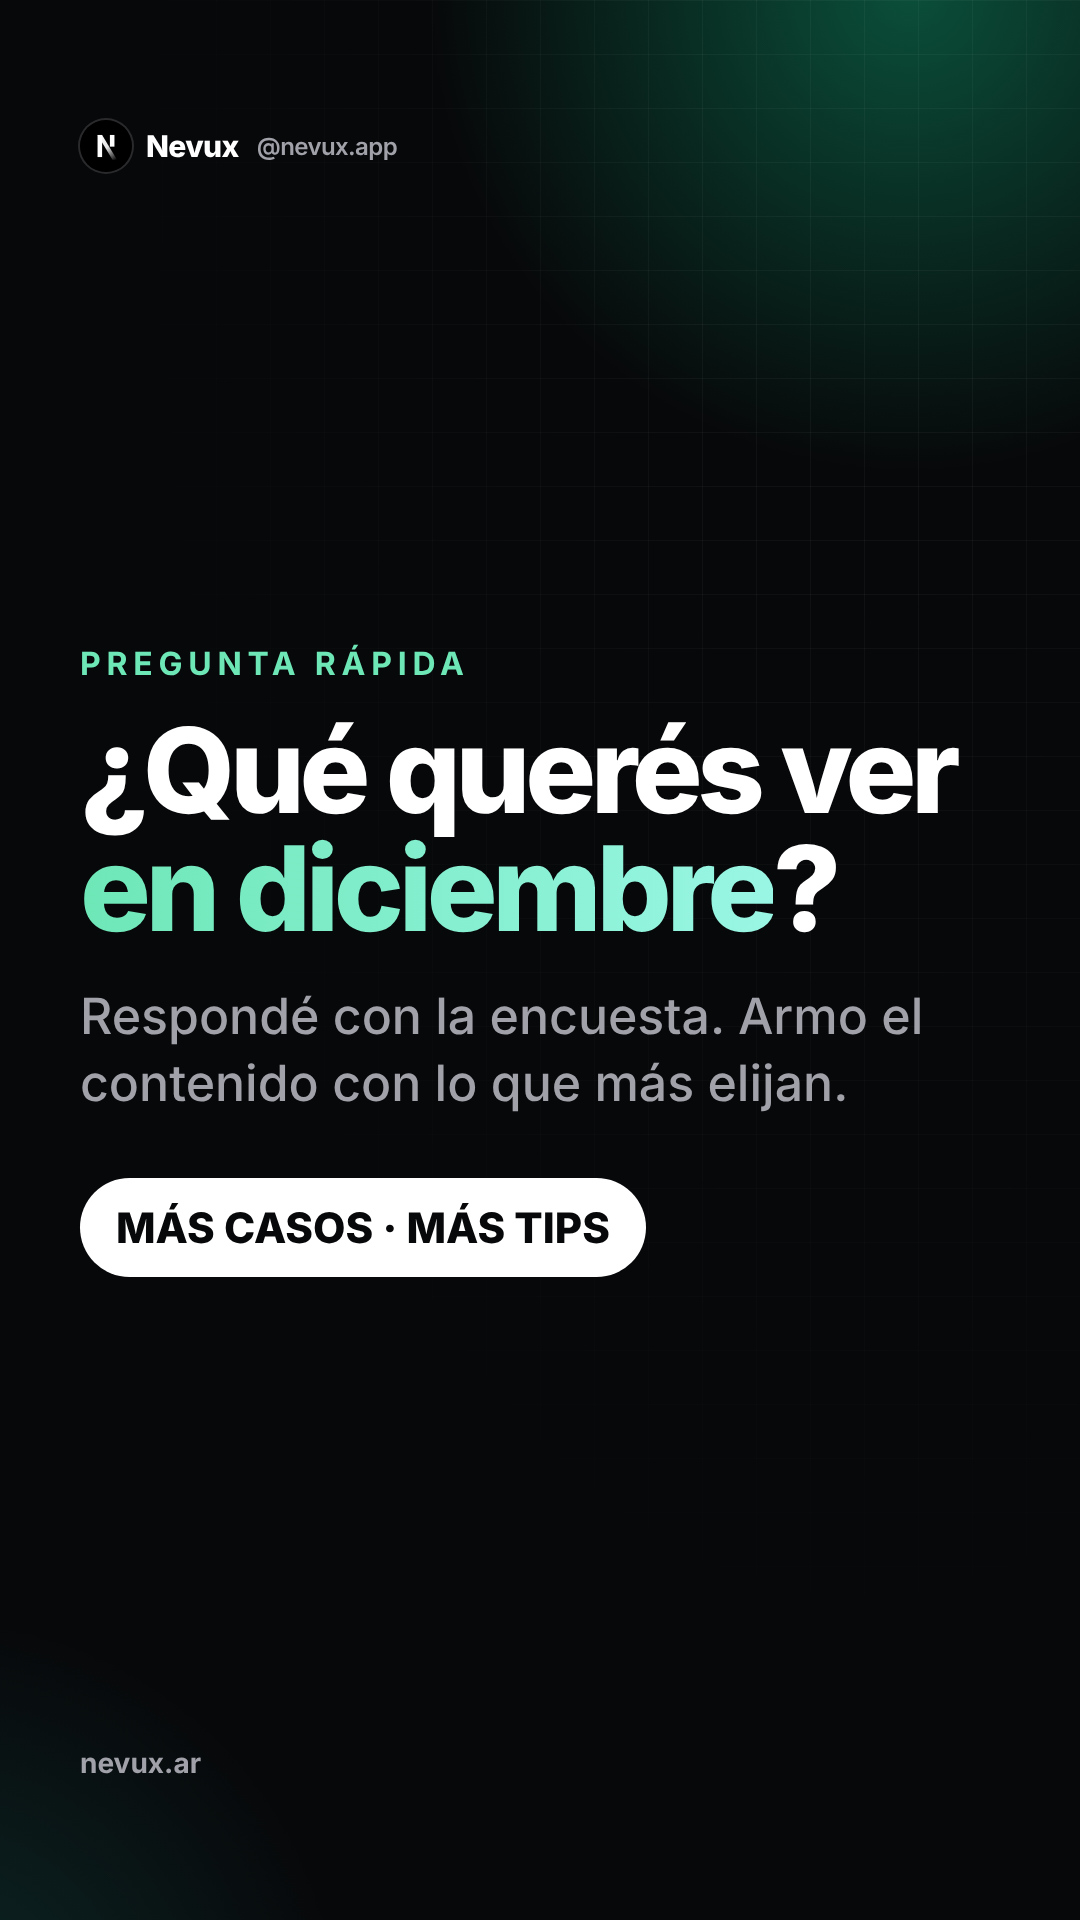 N Nevux @nevux.app
PREGUNTA RÁPIDA
¿Qué querés ver
en diciembre?
Respondé con la encuesta. Armo el
contenido con lo que más elijan.
MÁS CASOS · MÁS TIPS
nevux.ar